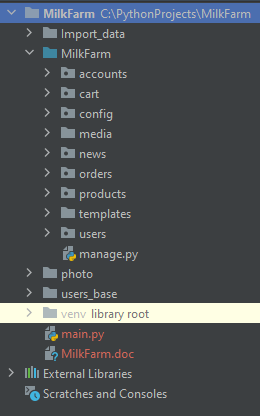 MilkFarm C:\PythonProjects\MilkFarm
Import_data
MilkFarm
accounts
cart
config
media
news
orders
products
templates
users
manage.py
photo
users_base
venv library root
main.py
MilkFarm.doc
External Libraries
Scratches and Consoles